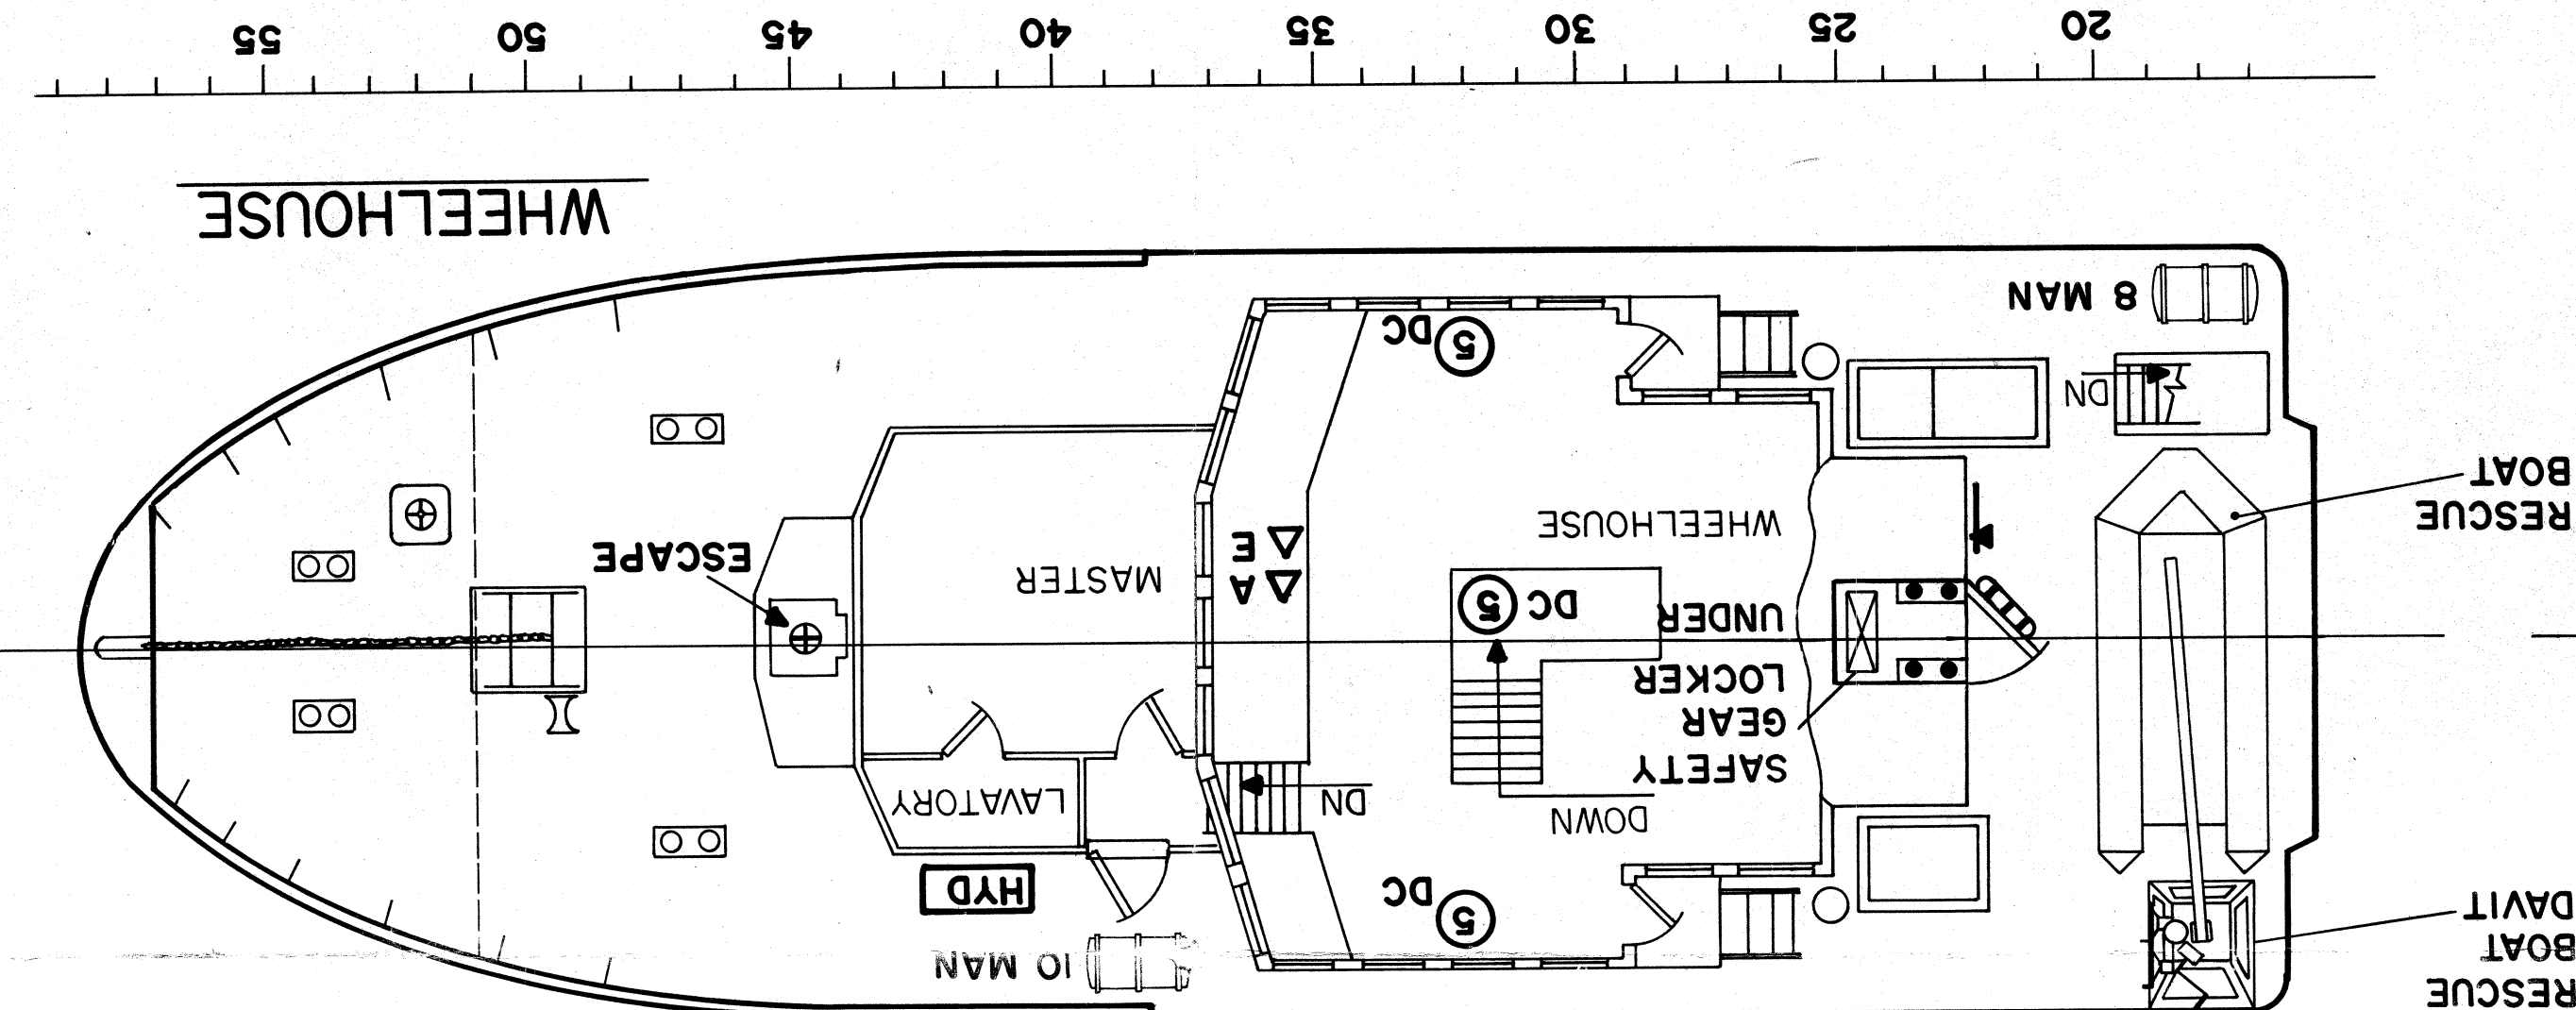 RESCUE
BOAT
DAVIT
10 MAN
HYD
5 DC
DOWN
DN
LAVATORY
SAFETY
GEAR
LOCKER
UNDER
DC 5
A
E
MASTER
ESCAPE
WHEELHOUSE
RESCUE
BOAT
DN
5 DC
8 MAN
WHEELHOUSE
20 25 30 35 40 45 50 55